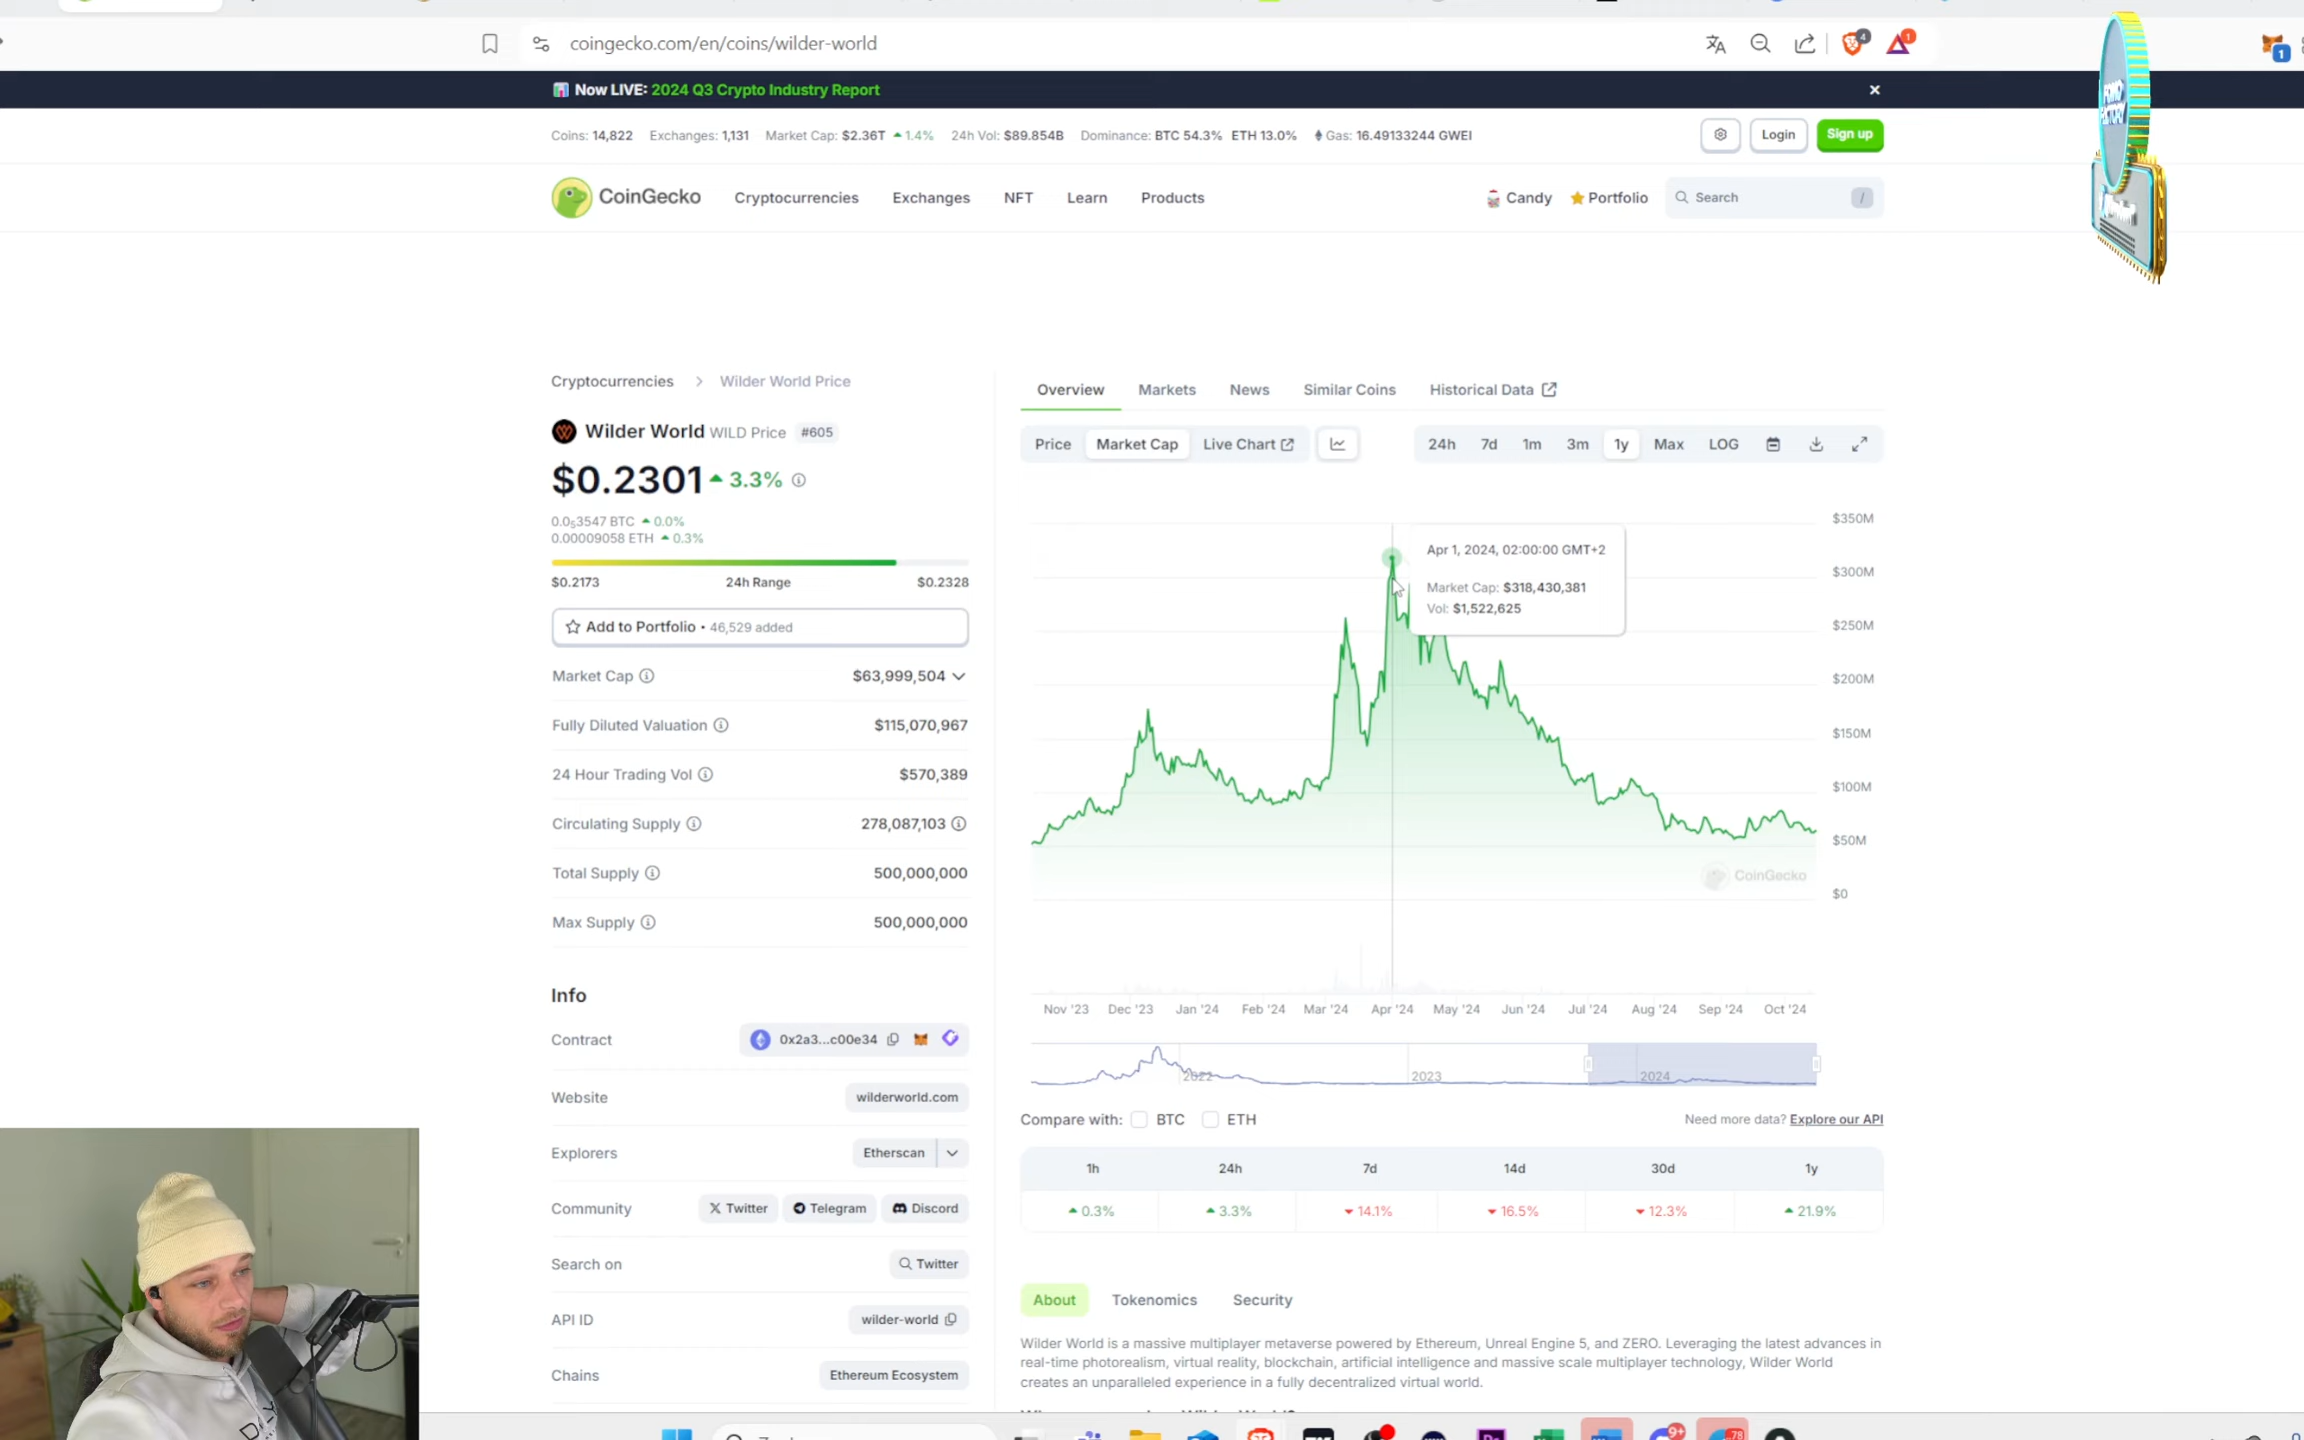 coingecko.com/en/coins/wilder-world
4
1
1
Now LIVE: 2024 Q3 Crypto Industry Report
Coins: 14,822 Exchanges: 1,131 Market Cap: $2.36T 1.4% 24h Vol: $89.854B Dominance: BTC 54.3% ETH 13.0% Gas: 16.49133244 GWEI
Login
Sign up
CoinGecko
Cryptocurrencies
Exchanges
NFT
Learn
Products
Candy
Portfolio
Search
/
Cryptocurrencies > Wilder World Price
Wilder World WILD Price #605
$0.2301 3.3%
0.0₅3547 BTC 0.0%
0.00009058 ETH 0.3%
$0.2173 24h Range $0.2328
Add to Portfolio • 46,529 added
Market Cap $63,999,504
Fully Diluted Valuation $115,070,967
24 Hour Trading Vol $570,389
Circulating Supply 278,087,103
Total Supply 500,000,000
Max Supply 500,000,000
Info
Contract 0x2a3...c00e34
Website wilderworld.com
Explorers Etherscan
Community Twitter Telegram Discord
Search on Twitter
API ID wilder-world
Chains Ethereum Ecosystem
Overview Markets News Similar Coins Historical Data
Price Market Cap Live Chart
24h 7d 1m 3m 1y Max LOG
Apr 1, 2024, 02:00:00 GMT+2
Market Cap: $318,430,381
Vol: $1,522,625
$350M
$300M
$250M
$200M
$150M
$100M
$50M
$0
CoinGecko
Nov '23 Dec '23 Jan '24 Feb '24 Mar '24 Apr '24 May '24 Jun '24 Jul '24 Aug '24 Sep '24 Oct '24
2022 2023 2024
Compare with: BTC ETH
Need more data? Explore our API
1h 24h 7d 14d 30d 1y
0.3% 3.3% 14.1% 16.5% 12.3% 21.9%
About Tokenomics Security
Wilder World is a massive multiplayer metaverse powered by Ethereum, Unreal Engine 5, and ZERO. Leveraging the latest advances in
real-time photorealism, virtual reality, blockchain, artificial intelligence and massive scale multiplayer technology, Wilder World
creates an unparalleled experience in a fully decentralized virtual world.
9+
78